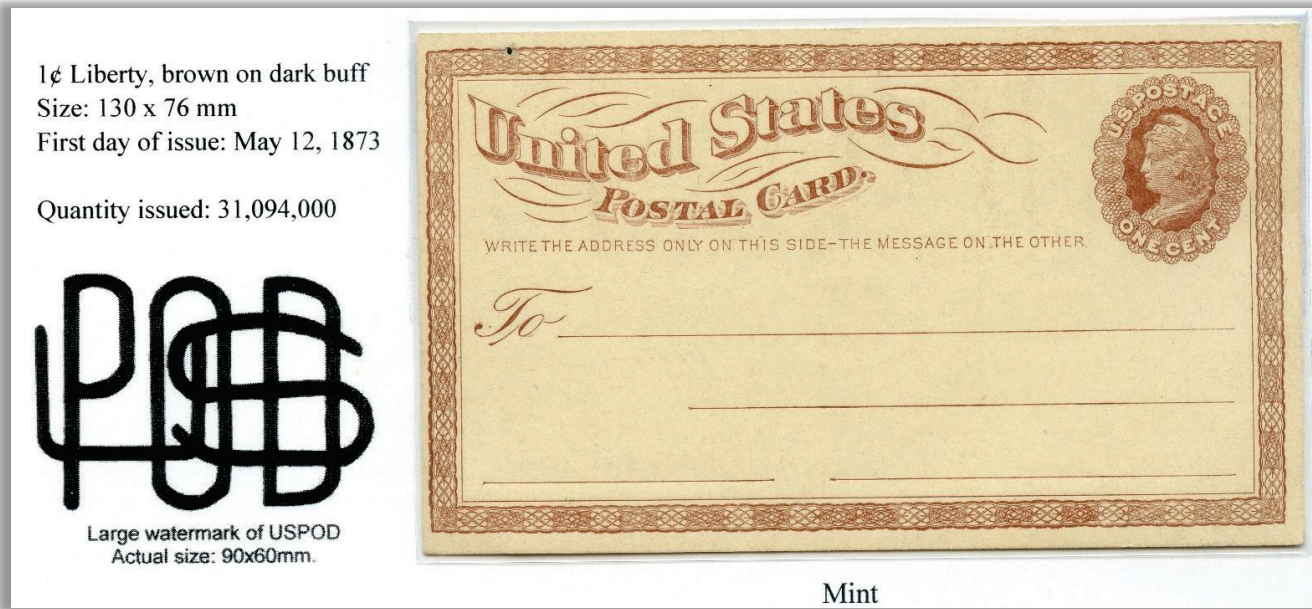 1¢ Liberty, brown on dark buff
Size: 130 x 76 mm
First day of issue: May 12, 1873
Quantity issued: 31,094,000
USPOD
Large watermark of USPOD
Actual size: 90x60mm.
United States
POSTAL CARD.
WRITE THE ADDRESS ONLY ON THIS SIDE-THE MESSAGE ON THE OTHER
To
U.S. POSTAGE
ONE CENT
Mint